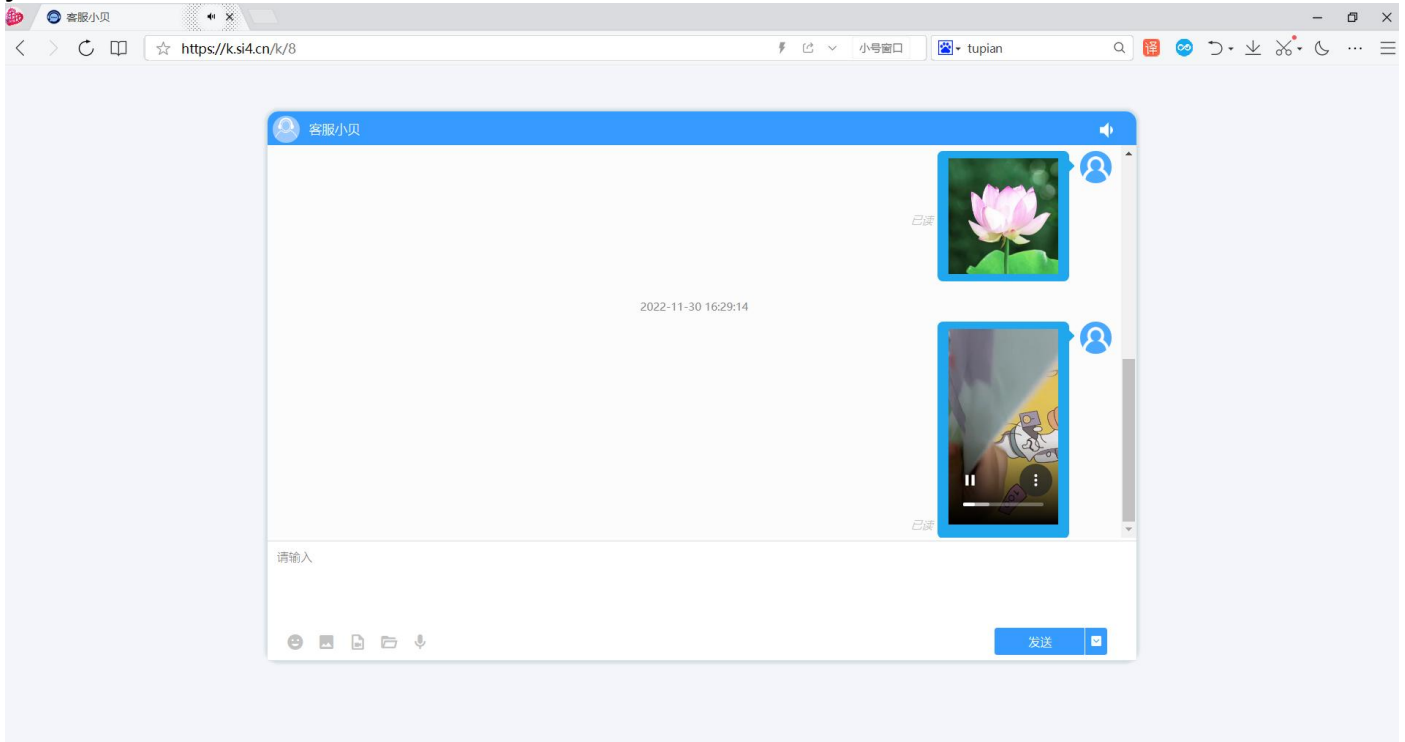 客服小贝
https://k.si4.cn/k/8
小号窗口
tupian
译
客服小贝
已读
2022-11-30 16:29:14
已读
请输入
发送